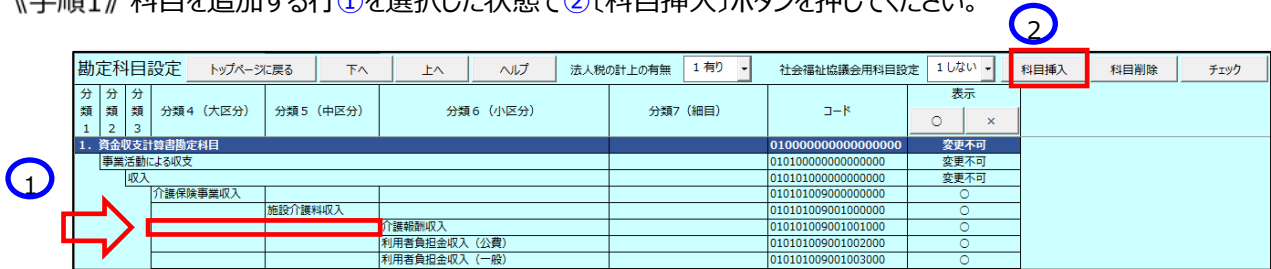 《手順1》 科目を追加する行①を選択した状態で②〔科目挿入〕ボタンを押してください。
2
勘定科目設定 トップページに戻る 下へ 上へ ヘルプ 法人税の計上の有無 1 有り 社会福祉協議会用科目設定 1 しない 科目挿入 科目削除 チェック
分類1 分類2 分類3 分類4（大区分） 分類5（中区分） 分類6（小区分） 分類7（細目） コード 表示
○ ×
1．資金収支計算書勘定科目 010000000000000000 変更不可
事業活動による収支 010100000000000000 変更不可
1
収入 010101000000000000 変更不可
介護保険事業収入 010101009000000000 ○
施設介護料収入 010101009001000000 ○
介護報酬収入 010101009001001000 ○
利用者負担金収入（公費） 010101009001002000 ○
利用者負担金収入（一般） 010101009001003000 ○